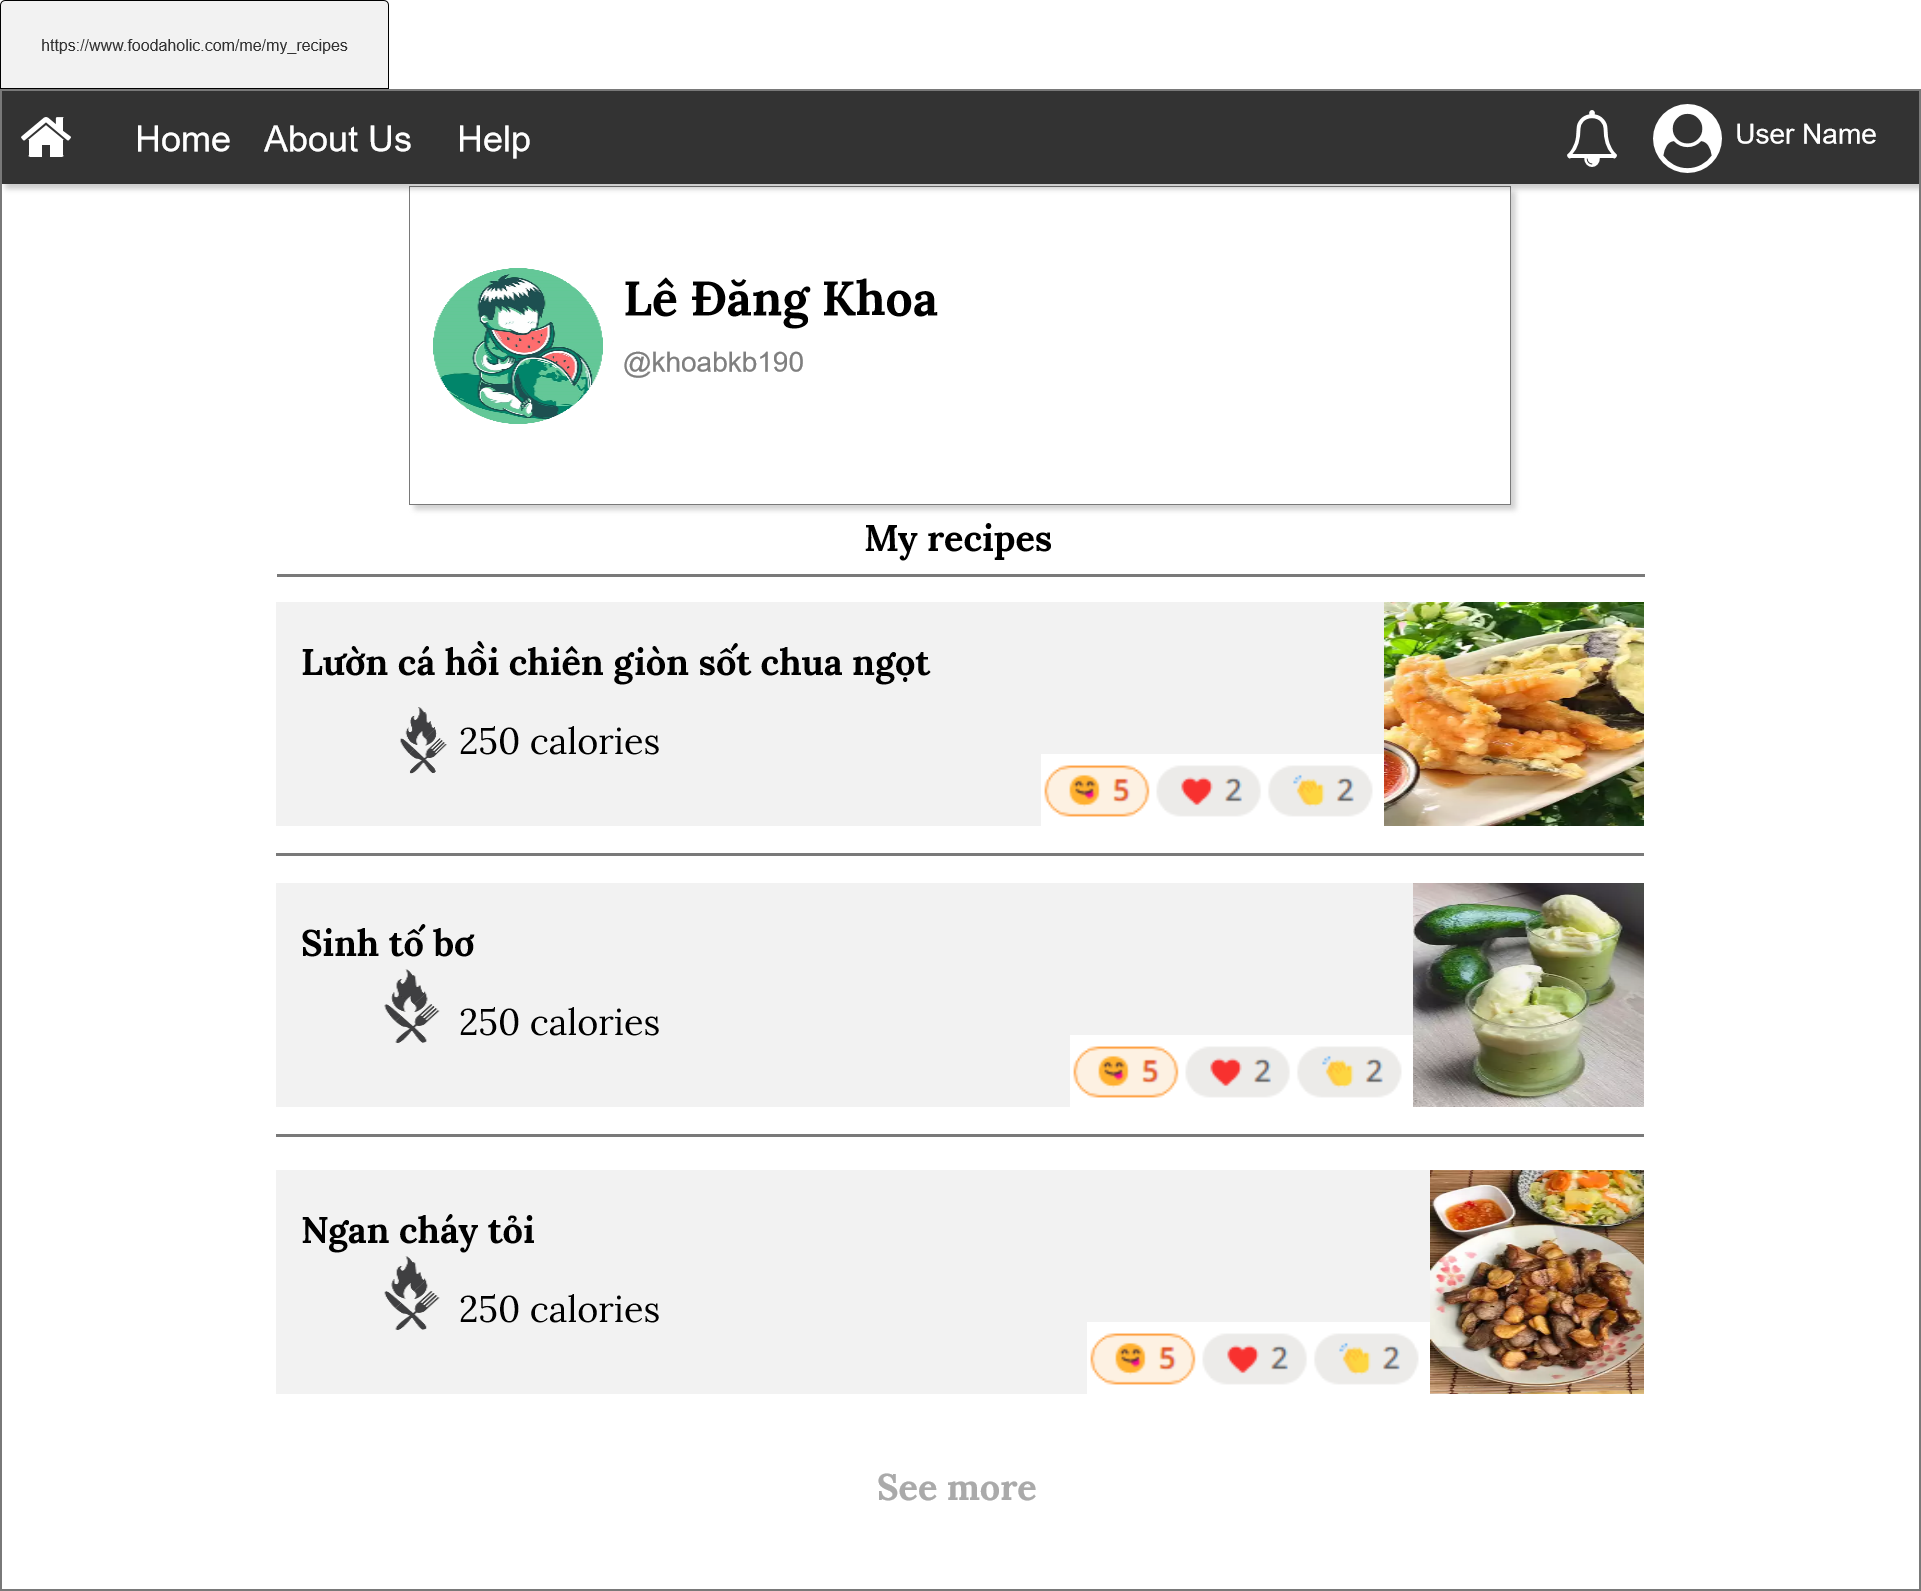 https://www.foodaholic.com/me/my_recipes
Home About Us Help User Name
Lê Đăng Khoa
@khoabkb190
My recipes
Lườn cá hồi chiên giòn sốt chua ngọt
250 calories
5 2 2
Sinh tố bơ
250 calories
5 2 2
Ngan cháy tỏi
250 calories
5 2 2
See more